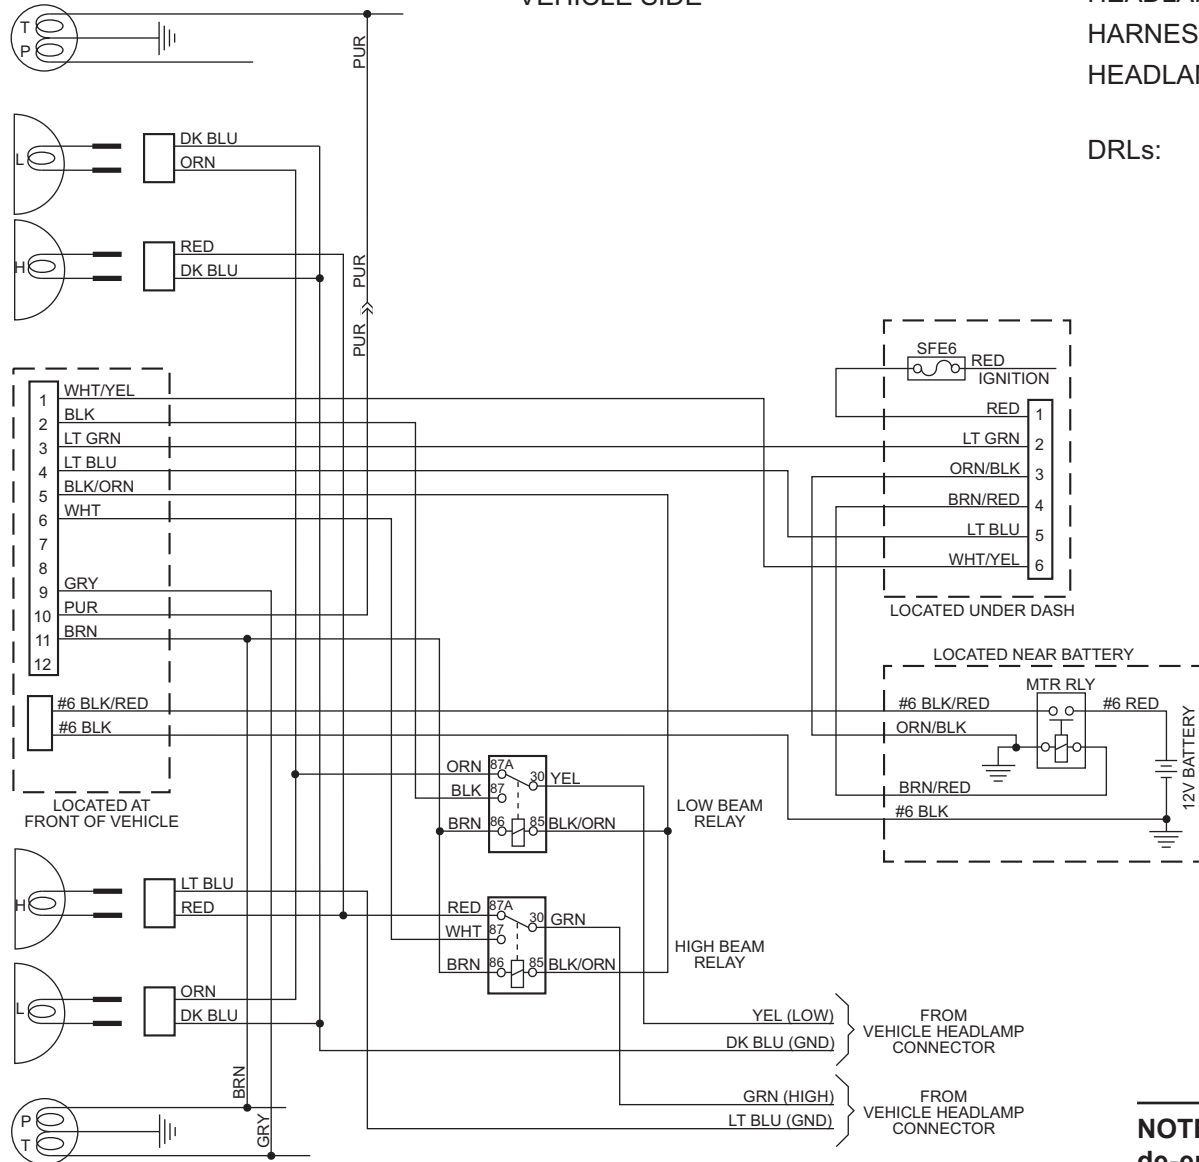 VEHICLE SIDE
HARNES
DRLs:
T
P
PUR
DK BLU
ORN
L
RED
DK BLU
H
PUR
PUR
SFE6
RED
IGNITION
RED 1
LT GRN 2
ORN/BLK 3
BRN/RED 4
LT BLU 5
WHT/YEL 6
LOCATED UNDER DASH
1 WHT/YEL
2 BLK
3 LT GRN
4 LT BLU
5 BLK/ORN
6 WHT
7
8
9 GRY
10 PUR
11 BRN
12
#6 BLK/RED
#6 BLK
LOCATED AT
FRONT OF VEHICLE
LOCATED NEAR BATTERY
MTR RLY
#6 BLK/RED
#6 RED
ORN/BLK
BRN/RED
#6 BLK
12V BATTERY
ORN 87A 30 YEL
BLK 87
BRN 86 85 BLK/ORN
LOW BEAM
RELAY
RED 87A 30 GRN
WHT 87
BRN 86 85 BLK/ORN
HIGH BEAM
RELAY
LT BLU
RED
H
ORN
DK BLU
L
BRN
GRY
P
T
YEL (LOW)
DK BLU (GND)
FROM
VEHICLE HEADLAMP
CONNECTOR
GRN (HIGH)
LT BLU (GND)
FROM
VEHICLE HEADLAMP
CONNECTOR